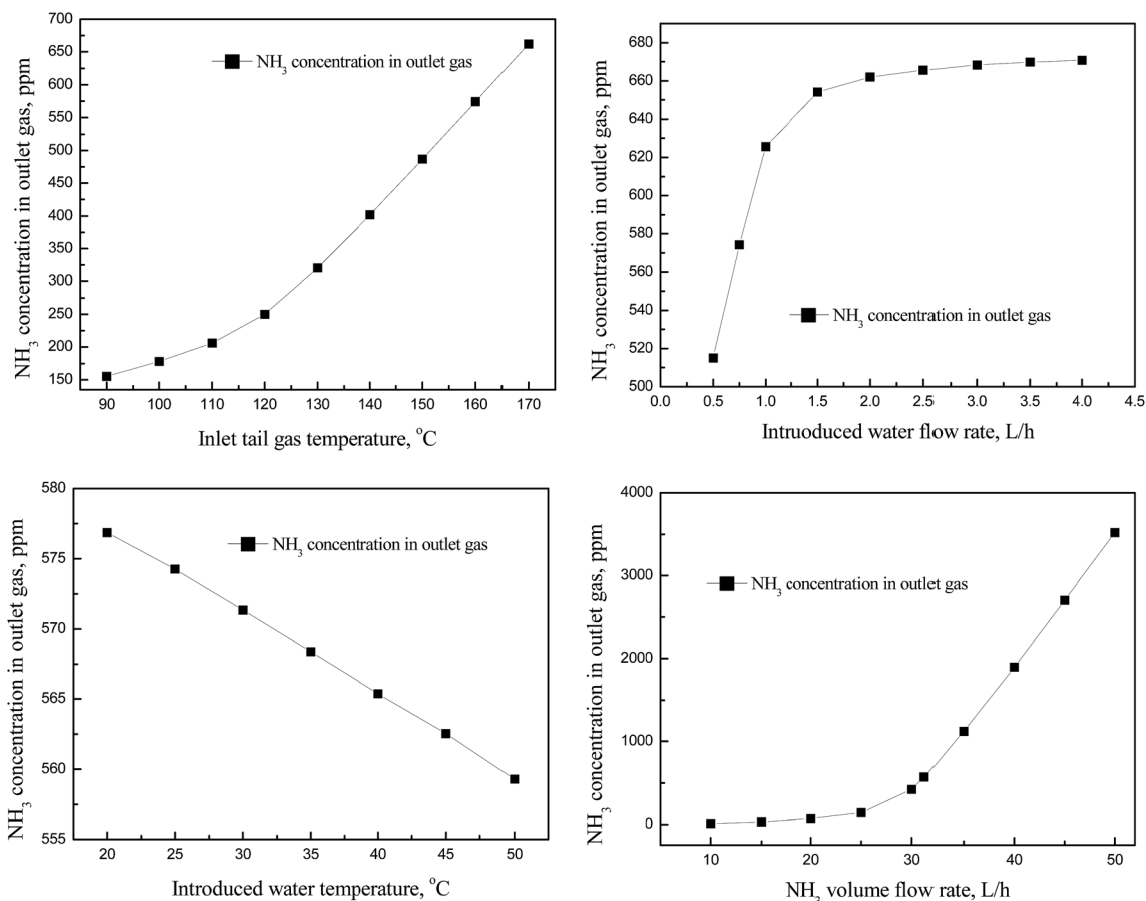 NH₃ concentration in outlet gas, ppm
700
650
600
550
500
450
400
350
300
250
200
150
NH₃ concentration in outlet gas
90 100 110 120 130 140 150 160 170
Inlet tail gas temperature, °C
NH₃ concentration in outlet gas, ppm
680
660
640
620
600
580
560
540
520
500
NH₃ concentration in outlet gas
0.0 0.5 1.0 1.5 2.0 2.5 3.0 3.5 4.0 4.5
Intruoduced water flow rate, L/h
NH₃ concentration in outlet gas, ppm
580
575
570
565
560
555
NH₃ concentration in outlet gas
20 25 30 35 40 45 50
Introduced water temperature, °C
NH₃ concentration in outlet gas, ppm
4000
3000
2000
1000
0
NH₃ concentration in outlet gas
10 20 30 40 50
NH₃ volume flow rate, L/h